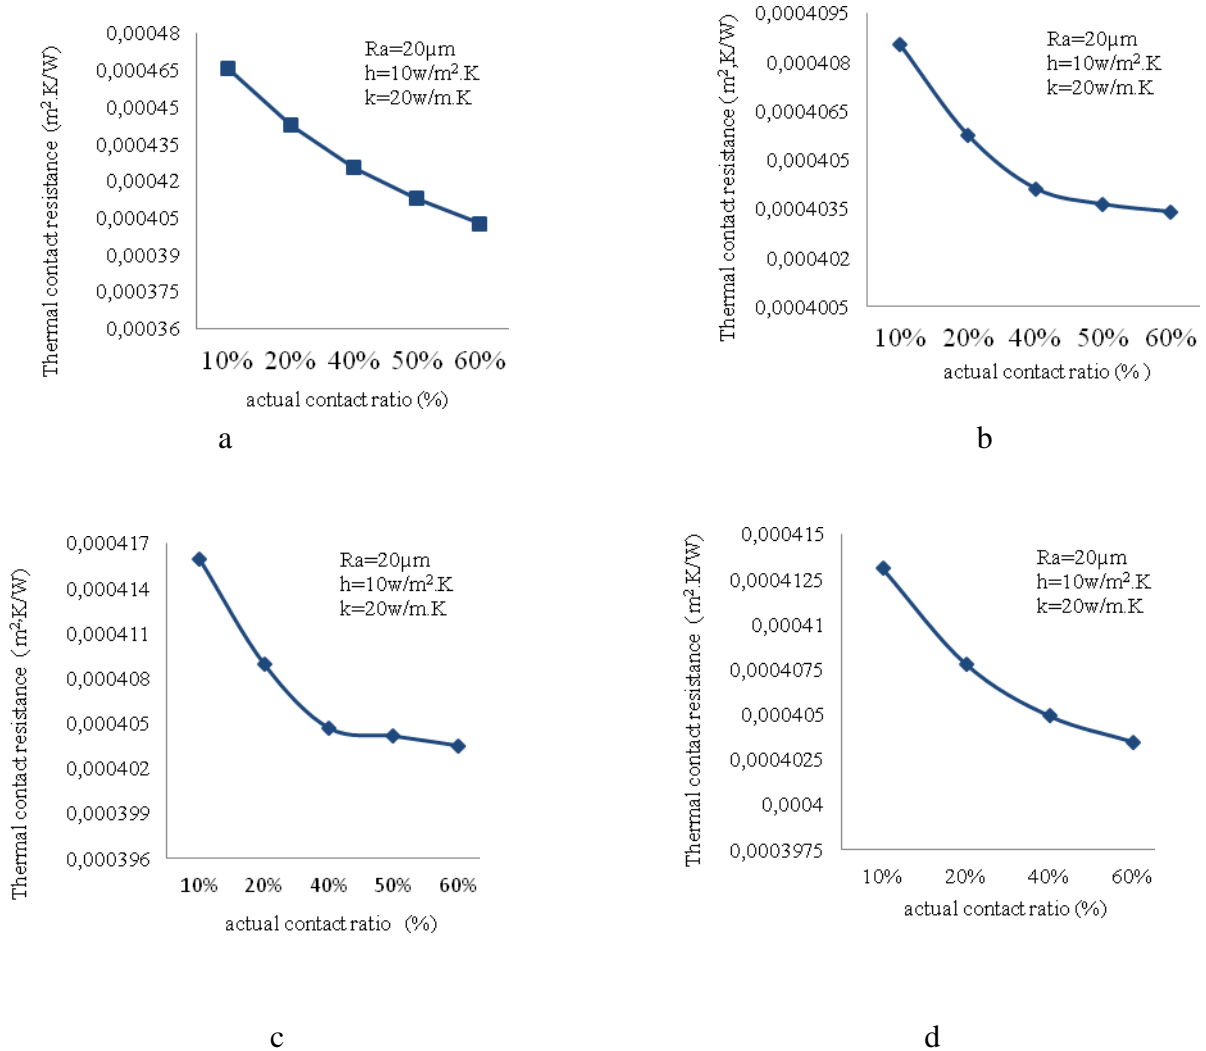 Thermal contact resistance (m².K/W)
0,00048
0,000465
0,00045
0,000435
0,00042
0,000405
0,00039
0,000375
0,00036
Ra=20µm
h=10w/m².K
k=20w/m.K
10% 20% 40% 50% 60%
actual contact ratio (%)
a
Thermal contact resistance (m²,K/W)
0,0004095
0,000408
0,0004065
0,000405
0,0004035
0,000402
0,0004005
Ra=20µm
h=10w/m².K
k=20w/m.K
10% 20% 40% 50% 60%
actual contact ratio (%)
b
Thermal contact resistance (m².K/W)
0,000417
0,000414
0,000411
0,000408
0,000405
0,000402
0,000399
0,000396
Ra=20µm
h=10w/m².K
k=20w/m.K
10% 20% 40% 50% 60%
actual contact ratio (%)
c
Thermal contact resistance (m².K/W)
0,000415
0,0004125
0,00041
0,0004075
0,000405
0,0004025
0,0004
0,0003975
Ra=20µm
h=10w/m².K
k=20w/m.K
10% 20% 40% 60%
actual contact ratio (%)
d